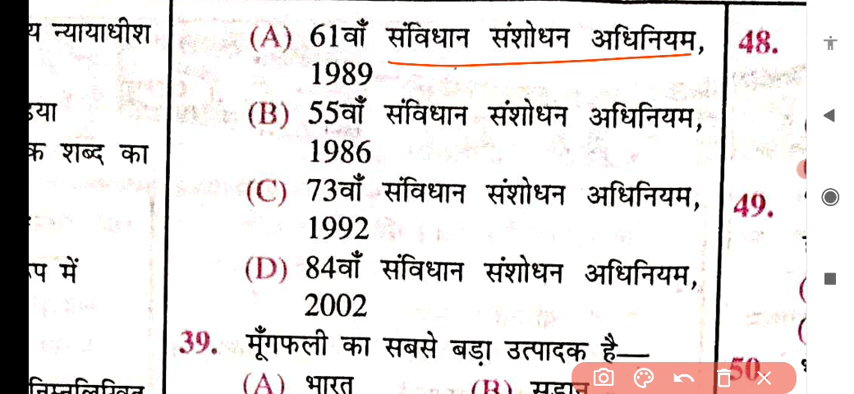 य न्यायाधीश
क शब्द का
प में
(A) 61वाँ संविधान संशोधन अधिनियम,
1989
(B) 55वाँ संविधान संशोधन अधिनियम,
1986
(C) 73वाँ संविधान संशोधन अधिनियम,
1992
(D) 84वाँ संविधान संशोधन अधिनियम,
2002
39. मूँगफली का सबसे बड़ा उत्पादक है—
(A) भारत (B) सूडान
48.
49.
50